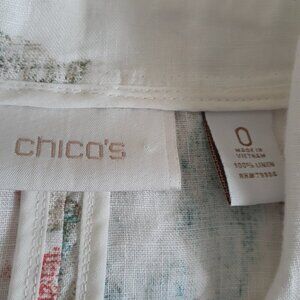 chico's
0
MADE IN
VIETNAM
100% LINEN